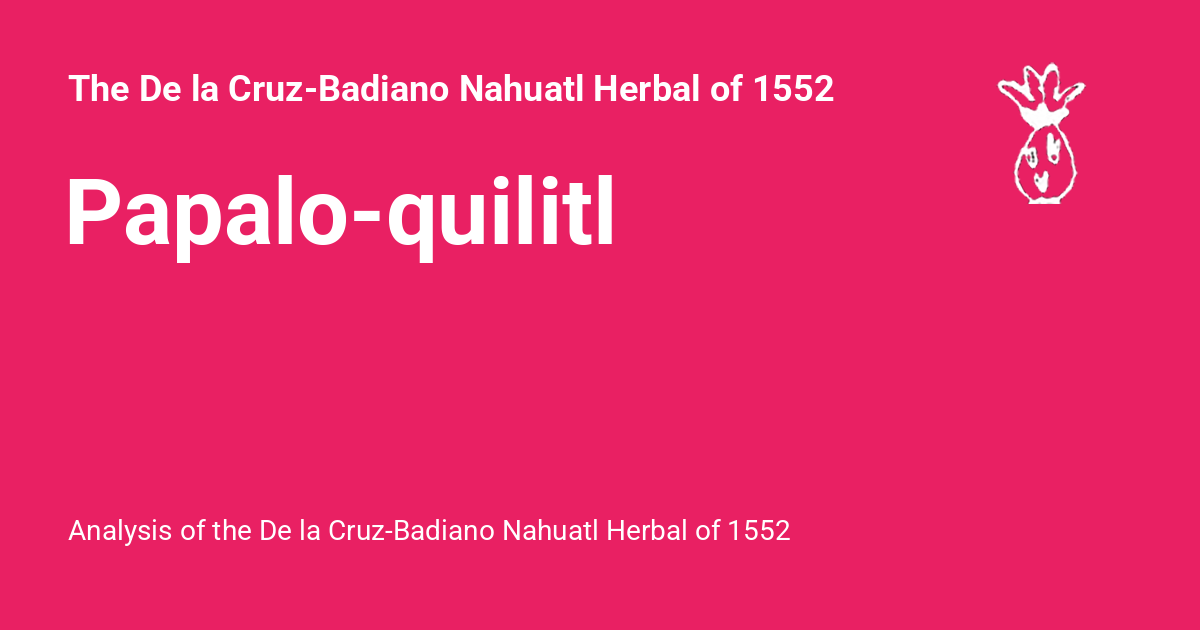 The De la Cruz-Badiano Nahuatl Herbal of 1552
Papalo-quilitl
Analysis of the De la Cruz-Badiano Nahuatl Herbal of 1552